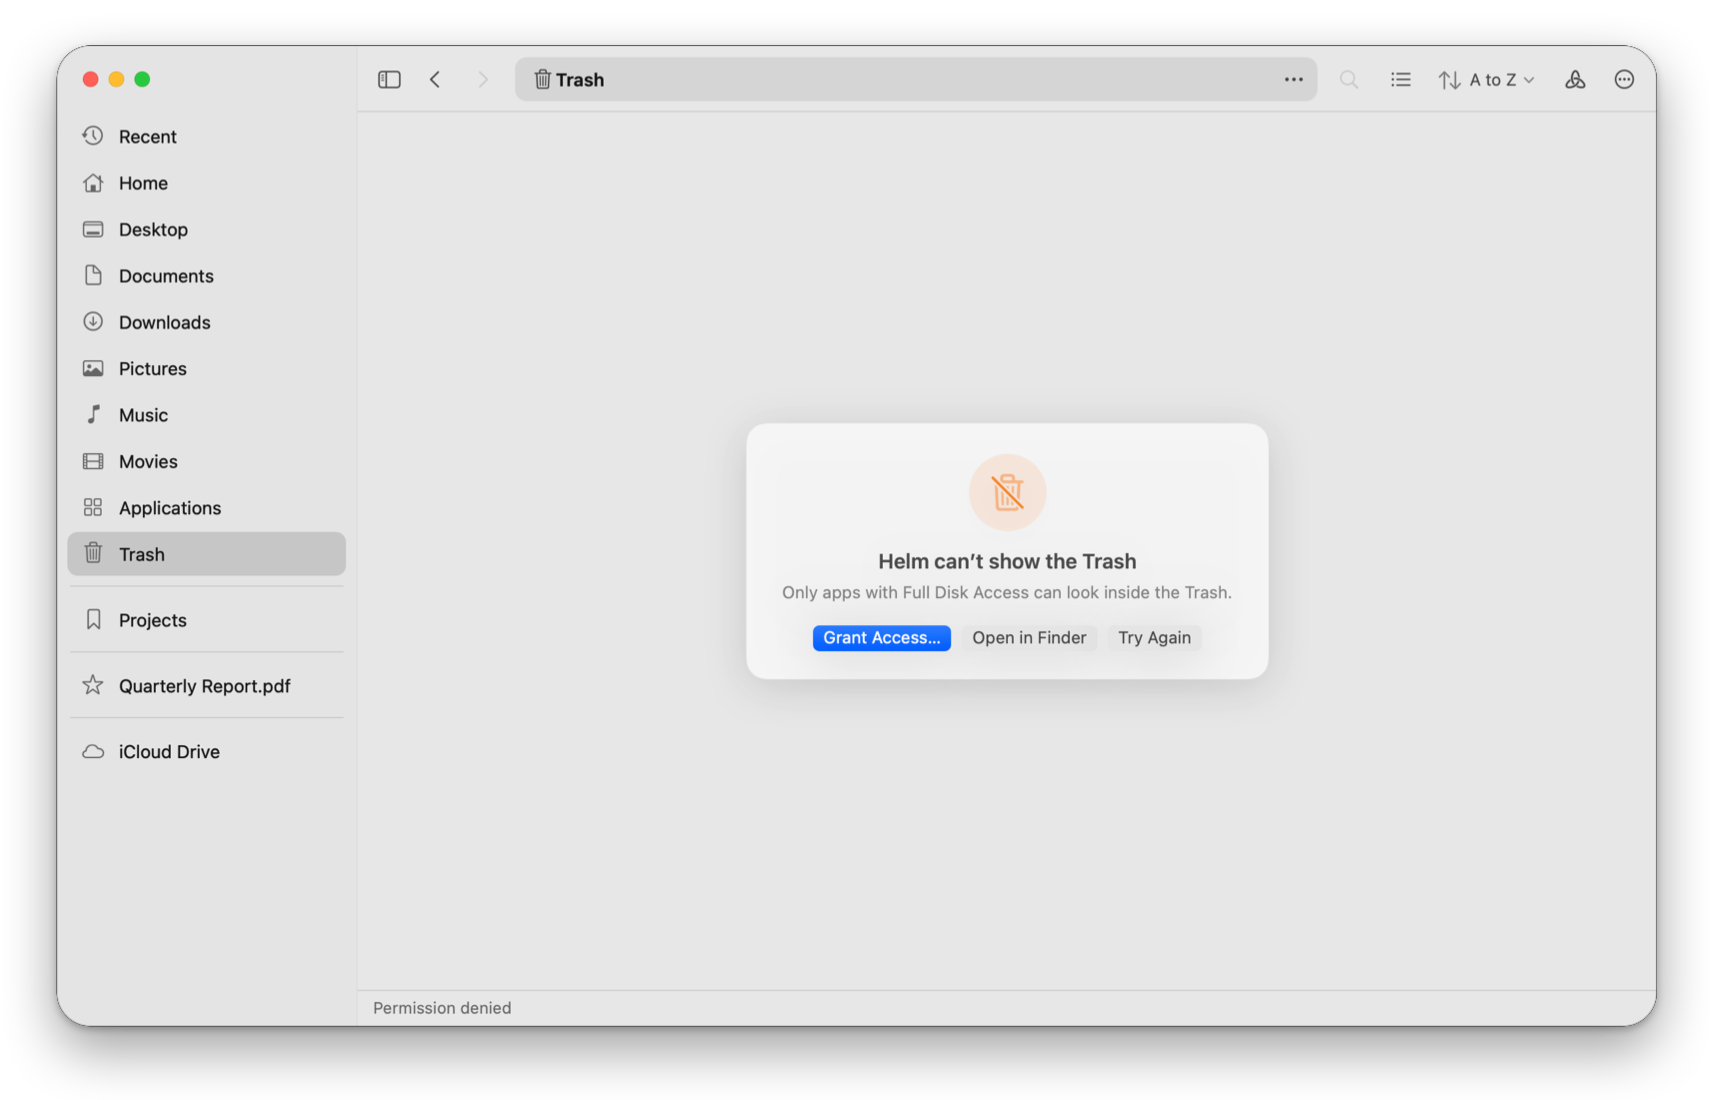 Recent
Home
Desktop
Documents
Downloads
Pictures
Music
Movies
Applications
Trash
Projects
Quarterly Report.pdf
iCloud Drive
Trash
A to Z
Helm can’t show the Trash
Only apps with Full Disk Access can look inside the Trash.
Grant Access... Open in Finder Try Again
Permission denied